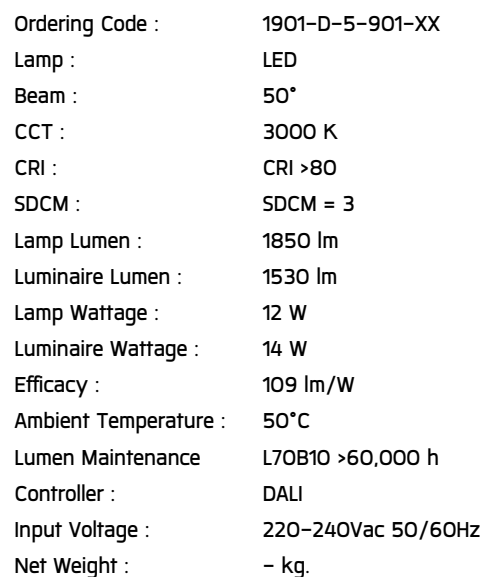 Ordering Code : 1901-D-5-901-XX
Lamp : LED
Beam : 50°
CCT : 3000 K
CRI : CRI >80
SDCM : SDCM = 3
Lamp Lumen : 1850 lm
Luminaire Lumen : 1530 lm
Lamp Wattage : 12 W
Luminaire Wattage : 14 W
Efficacy : 109 lm/W
Ambient Temperature : 50°C
Lumen Maintenance L70B10 >60,000 h
Controller : DALI
Input Voltage : 220-240Vac 50/60Hz
Net Weight : - kg.